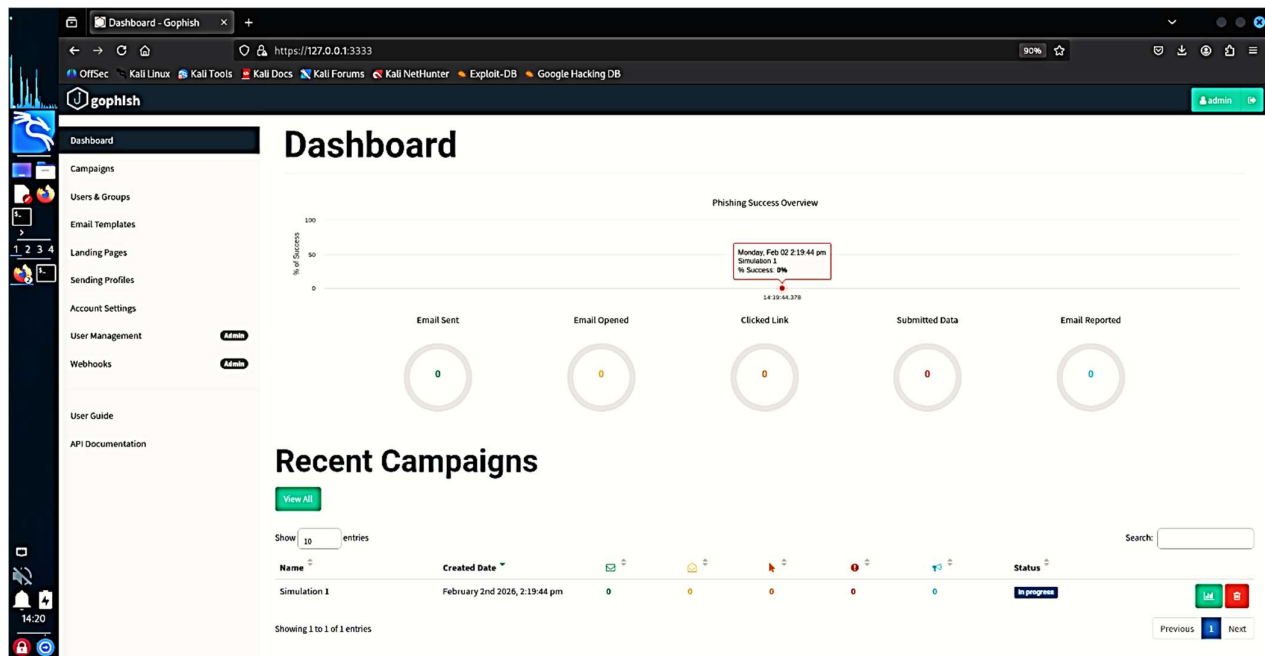 Dashboard - Gophish
https://127.0.0.1:3333
90%
OffSec Kali Linux Kali Tools Kali Docs Kali Forums Kali NetHunter Exploit-DB Google Hacking DB
gophish
admin
Dashboard
Campaigns
Users & Groups
Email Templates
Landing Pages
Sending Profiles
Account Settings
User Management Admin
Webhooks Admin
User Guide
API Documentation
1 2 3 4
14:20
Dashboard
Phishing Success Overview
% of Success
100
50
0
Monday, Feb 02 2:19:44 pm
Simulation 1
% Success: 0%
14:19:44.378
Email Sent Email Opened Clicked Link Submitted Data Email Reported
0 0 0 0 0
Recent Campaigns
View All
Show 10 entries
Search:
Name Created Date Status
Simulation 1 February 2nd 2026, 2:19:44 pm 0 0 0 0 0 In progress
Showing 1 to 1 of 1 entries
Previous 1 Next